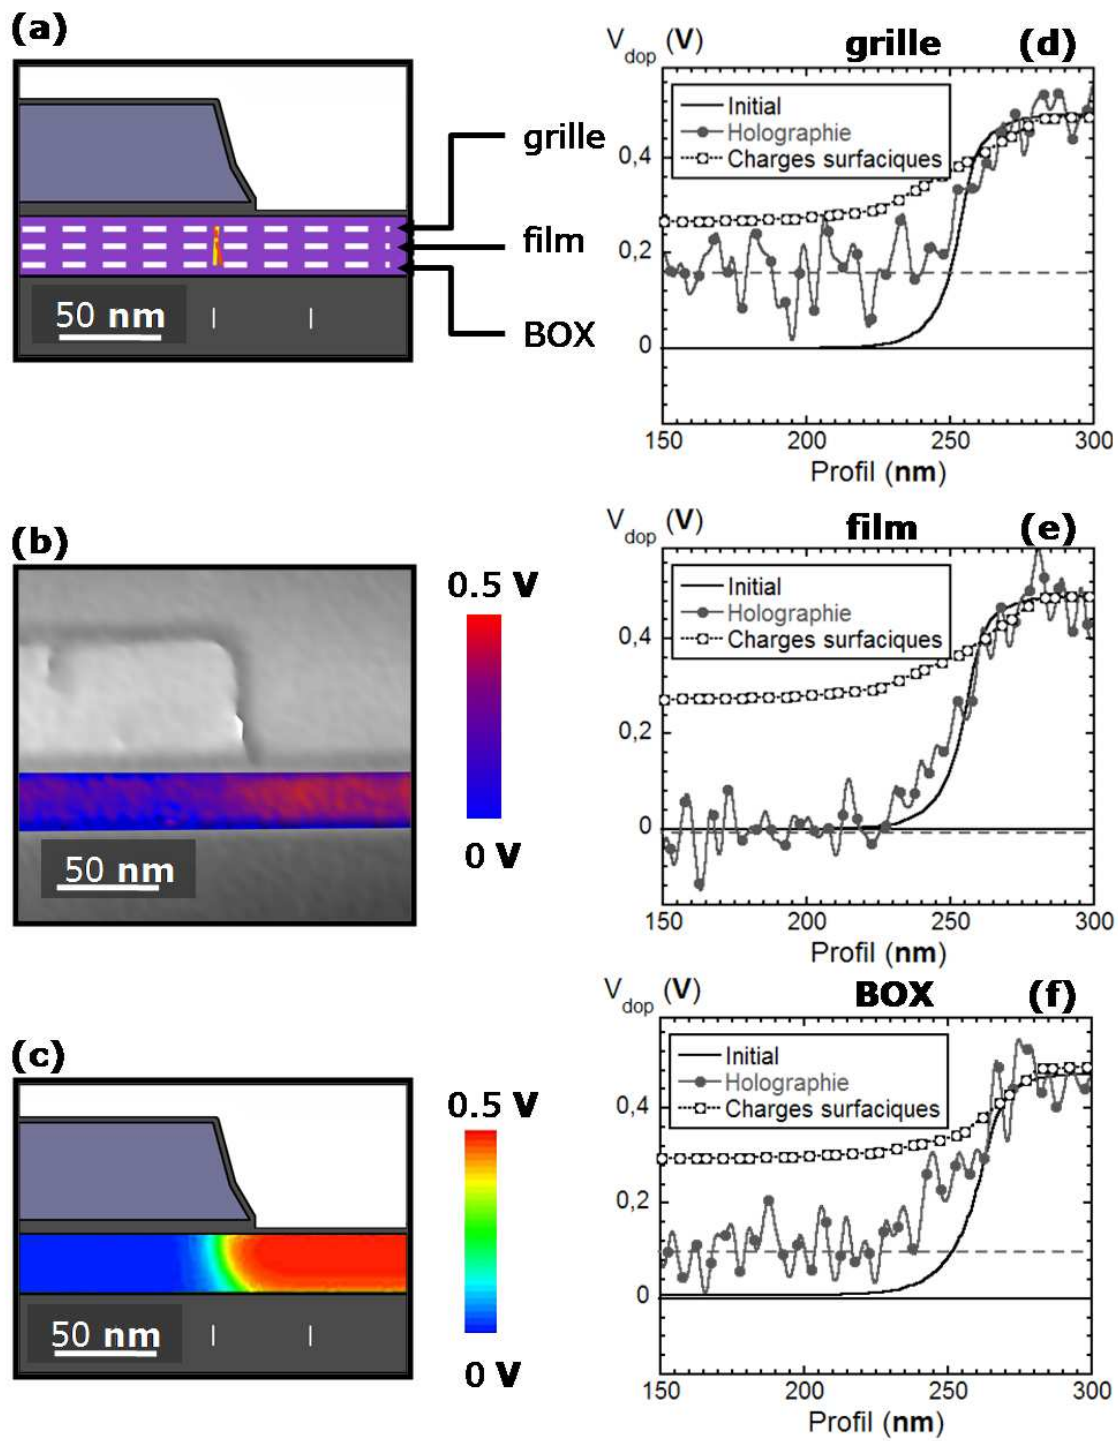 (a)
grille
film
BOX
50 nm
V_dop (V)
grille
(d)
Initial
Holographie
Charges surfaciques
0,4
0,2
0
150
200
250
300
Profil (nm)
(b)
0.5 V
0 V
50 nm
V_dop (V)
film
(e)
Initial
Holographie
Charges surfaciques
0,4
0,2
0
150
200
250
300
Profil (nm)
(c)
0.5 V
0 V
50 nm
V_dop (V)
BOX
(f)
Initial
Holographie
Charges surfaciques
0,4
0,2
0
150
200
250
300
Profil (nm)